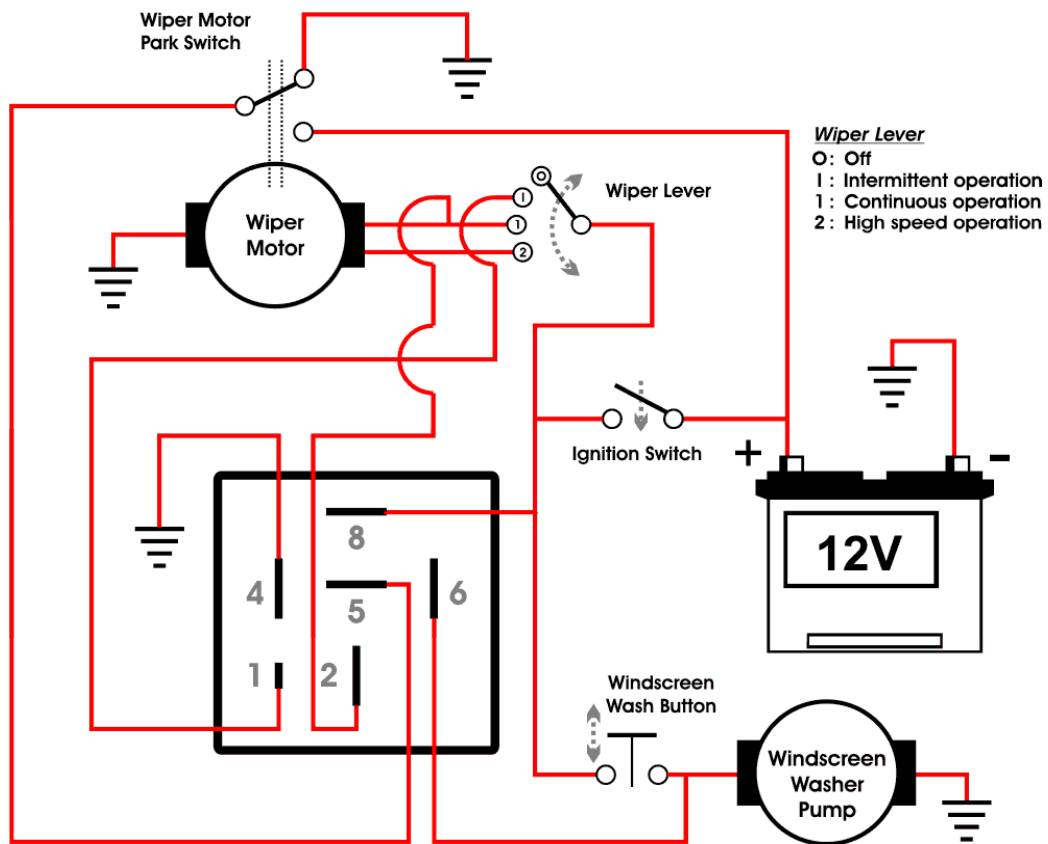 Wiper Motor
Park Switch
Wiper Lever
O: Off
I: Intermittent operation
1: Continuous operation
2: High speed operation
Wiper Lever
O
I
1
2
Wiper
Motor
Ignition Switch
+
-
12V
8
4
5
6
1
2
Windscreen
Wash Button
Windscreen
Washer
Pump